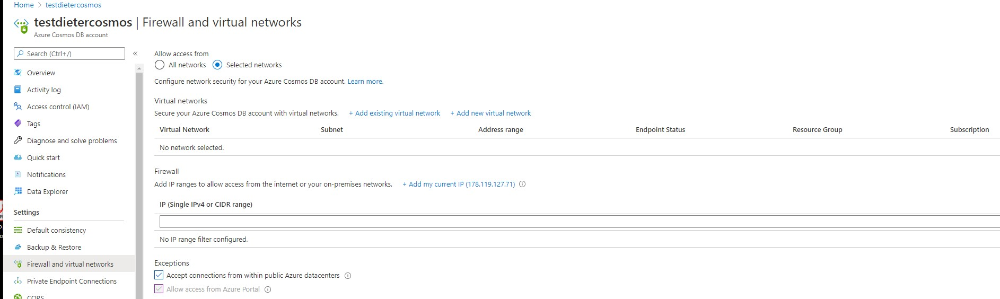 Home > testdietercosmos
testdietercosmos | Firewall and virtual networks
Azure Cosmos DB account
Search (Ctrl+/)
«
Overview
Activity log
Access control (IAM)
Tags
Diagnose and solve problems
Quick start
Notifications
Data Explorer
Settings
Default consistency
Backup & Restore
Firewall and virtual networks
Private Endpoint Connections
CORS
Allow access from
All networks Selected networks
Configure network security for your Azure Cosmos DB account. Learn more.
Virtual networks
Secure your Azure Cosmos DB account with virtual networks. + Add existing virtual network + Add new virtual network
Virtual Network Subnet Address range Endpoint Status Resource Group Subscription
No network selected.
Firewall
Add IP ranges to allow access from the internet or your on-premises networks. + Add my current IP (178.119.127.71)
IP (Single IPv4 or CIDR range)
No IP range filter configured.
Exceptions
Accept connections from within public Azure datacenters
Allow access from Azure Portal